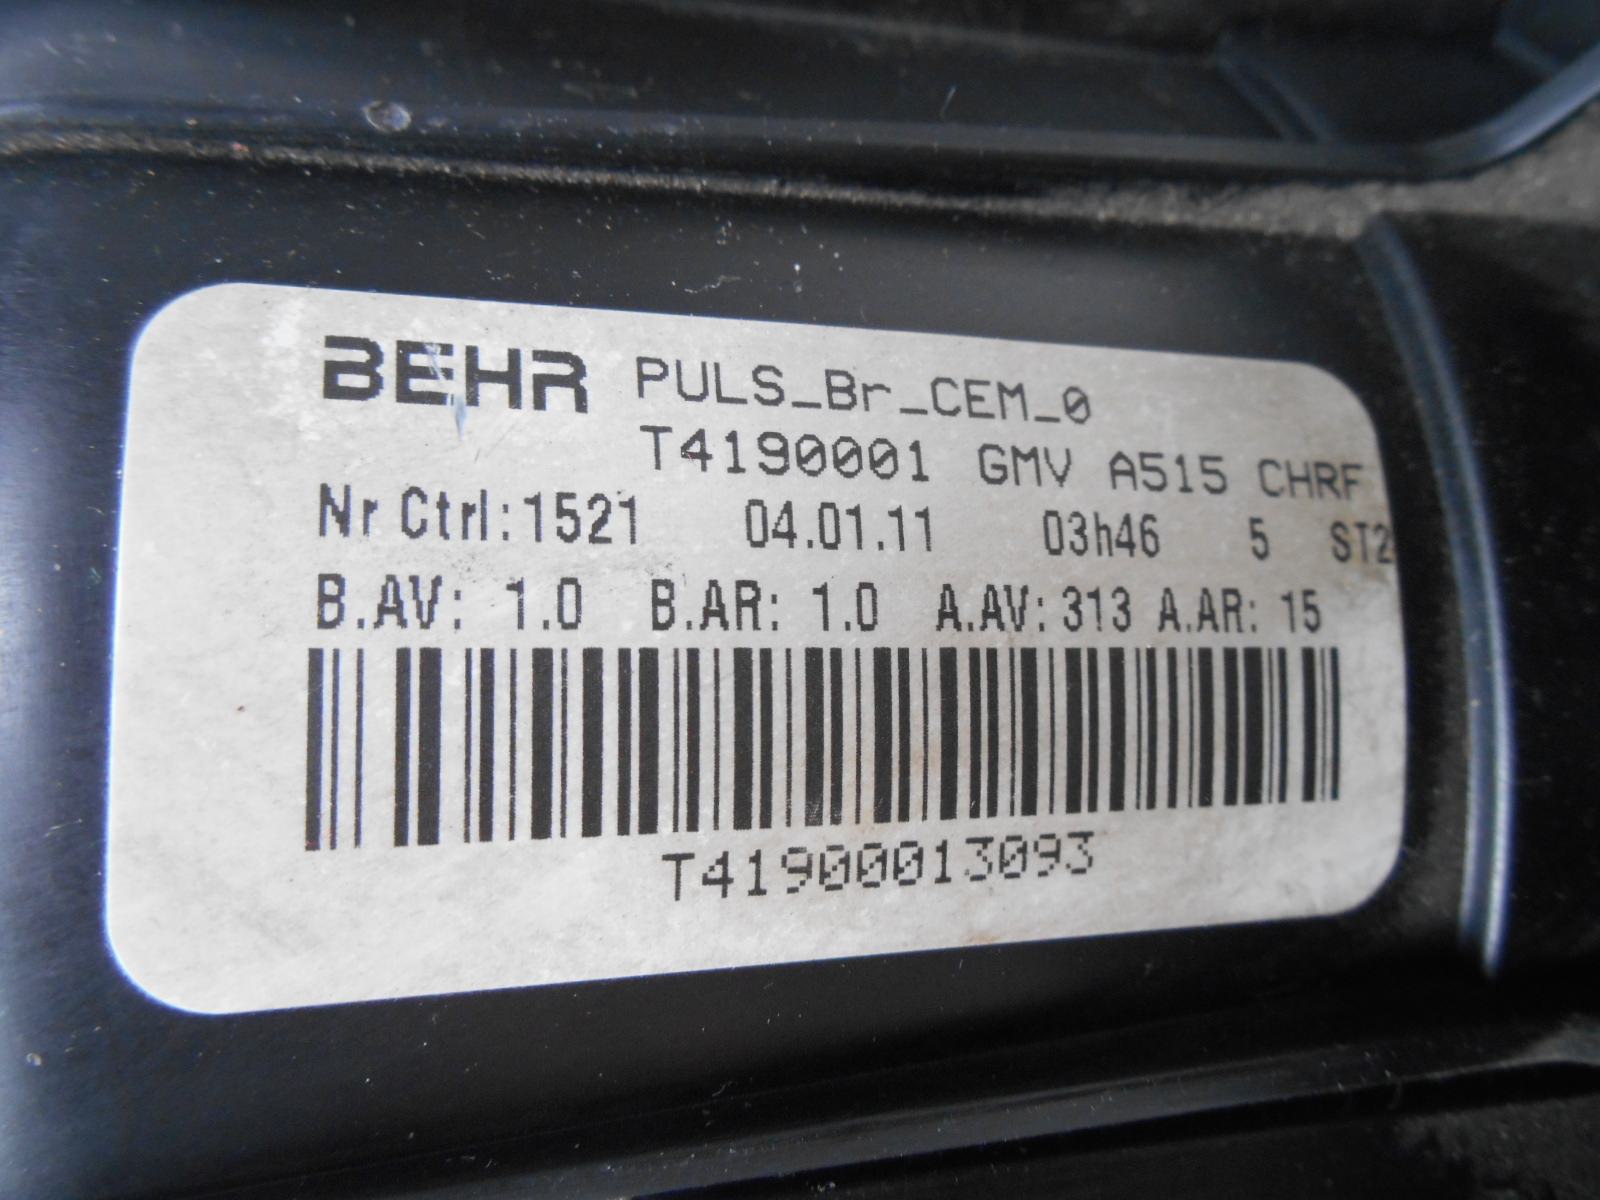 BEHR PULS_Br_CEM_0
T4190001 GMV A515 CHRF
Nr Ctrl:1521 04.01.11 03h46 5 ST2
B.AV: 1.0 B.AR: 1.0 A.AV: 313 A.AR: 15
T41900013093